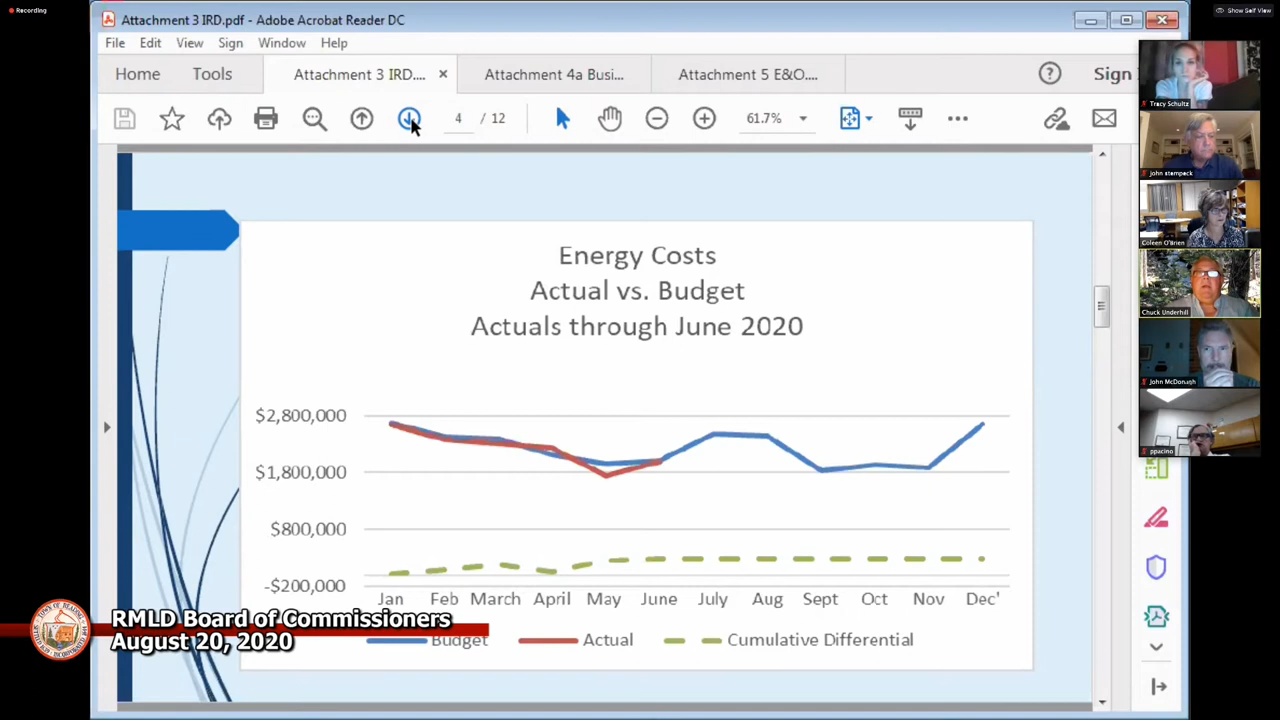 Recording
Show Self View
Attachment 3 IRD.pdf - Adobe Acrobat Reader DC
File Edit View Sign Window Help
Home Tools Attachment 3 IRD.... × Attachment 4a Busi... Attachment 5 E&O.... ? Sign
4 / 12 61.7%
Energy Costs
Actual vs. Budget
Actuals through June 2020
$2,800,000
$1,800,000
$800,000
-$200,000
Jan Feb March April May June July Aug Sept Oct Nov Dec'
Budget Actual Cumulative Differential
RMLD Board of Commissioners
August 20, 2020
Tracy Schultz
john stempeck
Coleen O'Brien
Chuck Underhill
John McDonagh
ppacino